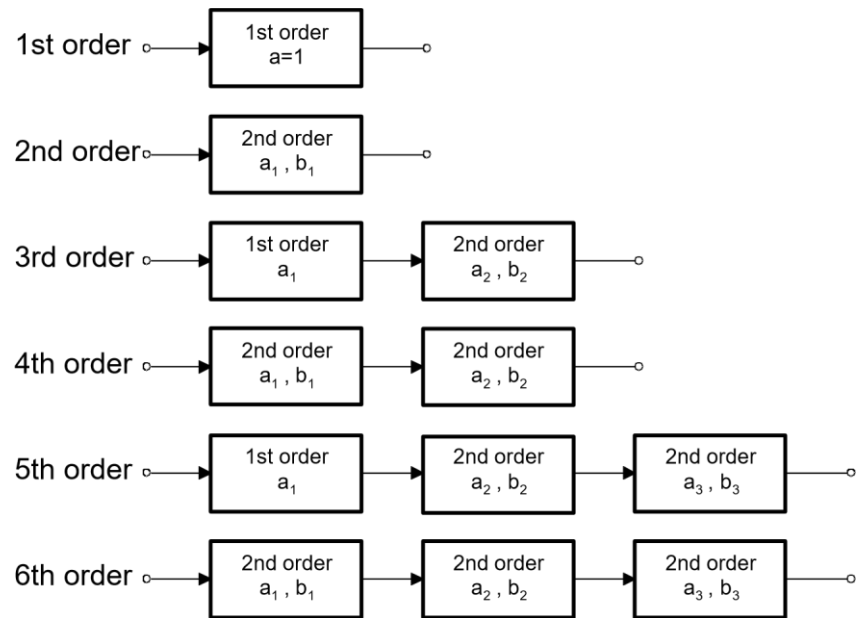 1st order
1st order
a=1
2nd order
2nd order
a₁ , b₁
3rd order
1st order
a₁
2nd order
a₂ , b₂
4th order
2nd order
a₁ , b₁
2nd order
a₂ , b₂
5th order
1st order
a₁
2nd order
a₂ , b₂
2nd order
a₃ , b₃
6th order
2nd order
a₁ , b₁
2nd order
a₂ , b₂
2nd order
a₃ , b₃